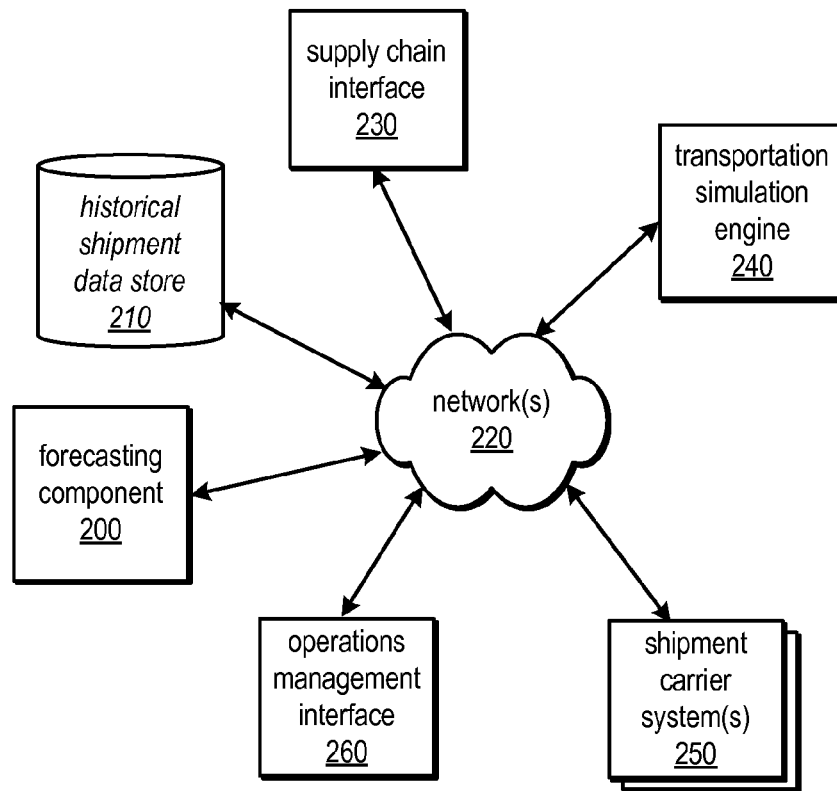 supply chain
interface
230
transportation
simulation
engine
240
historical
shipment
data store
210
network(s)
220
forecasting
component
200
operations
management
interface
260
shipment
carrier
system(s)
250